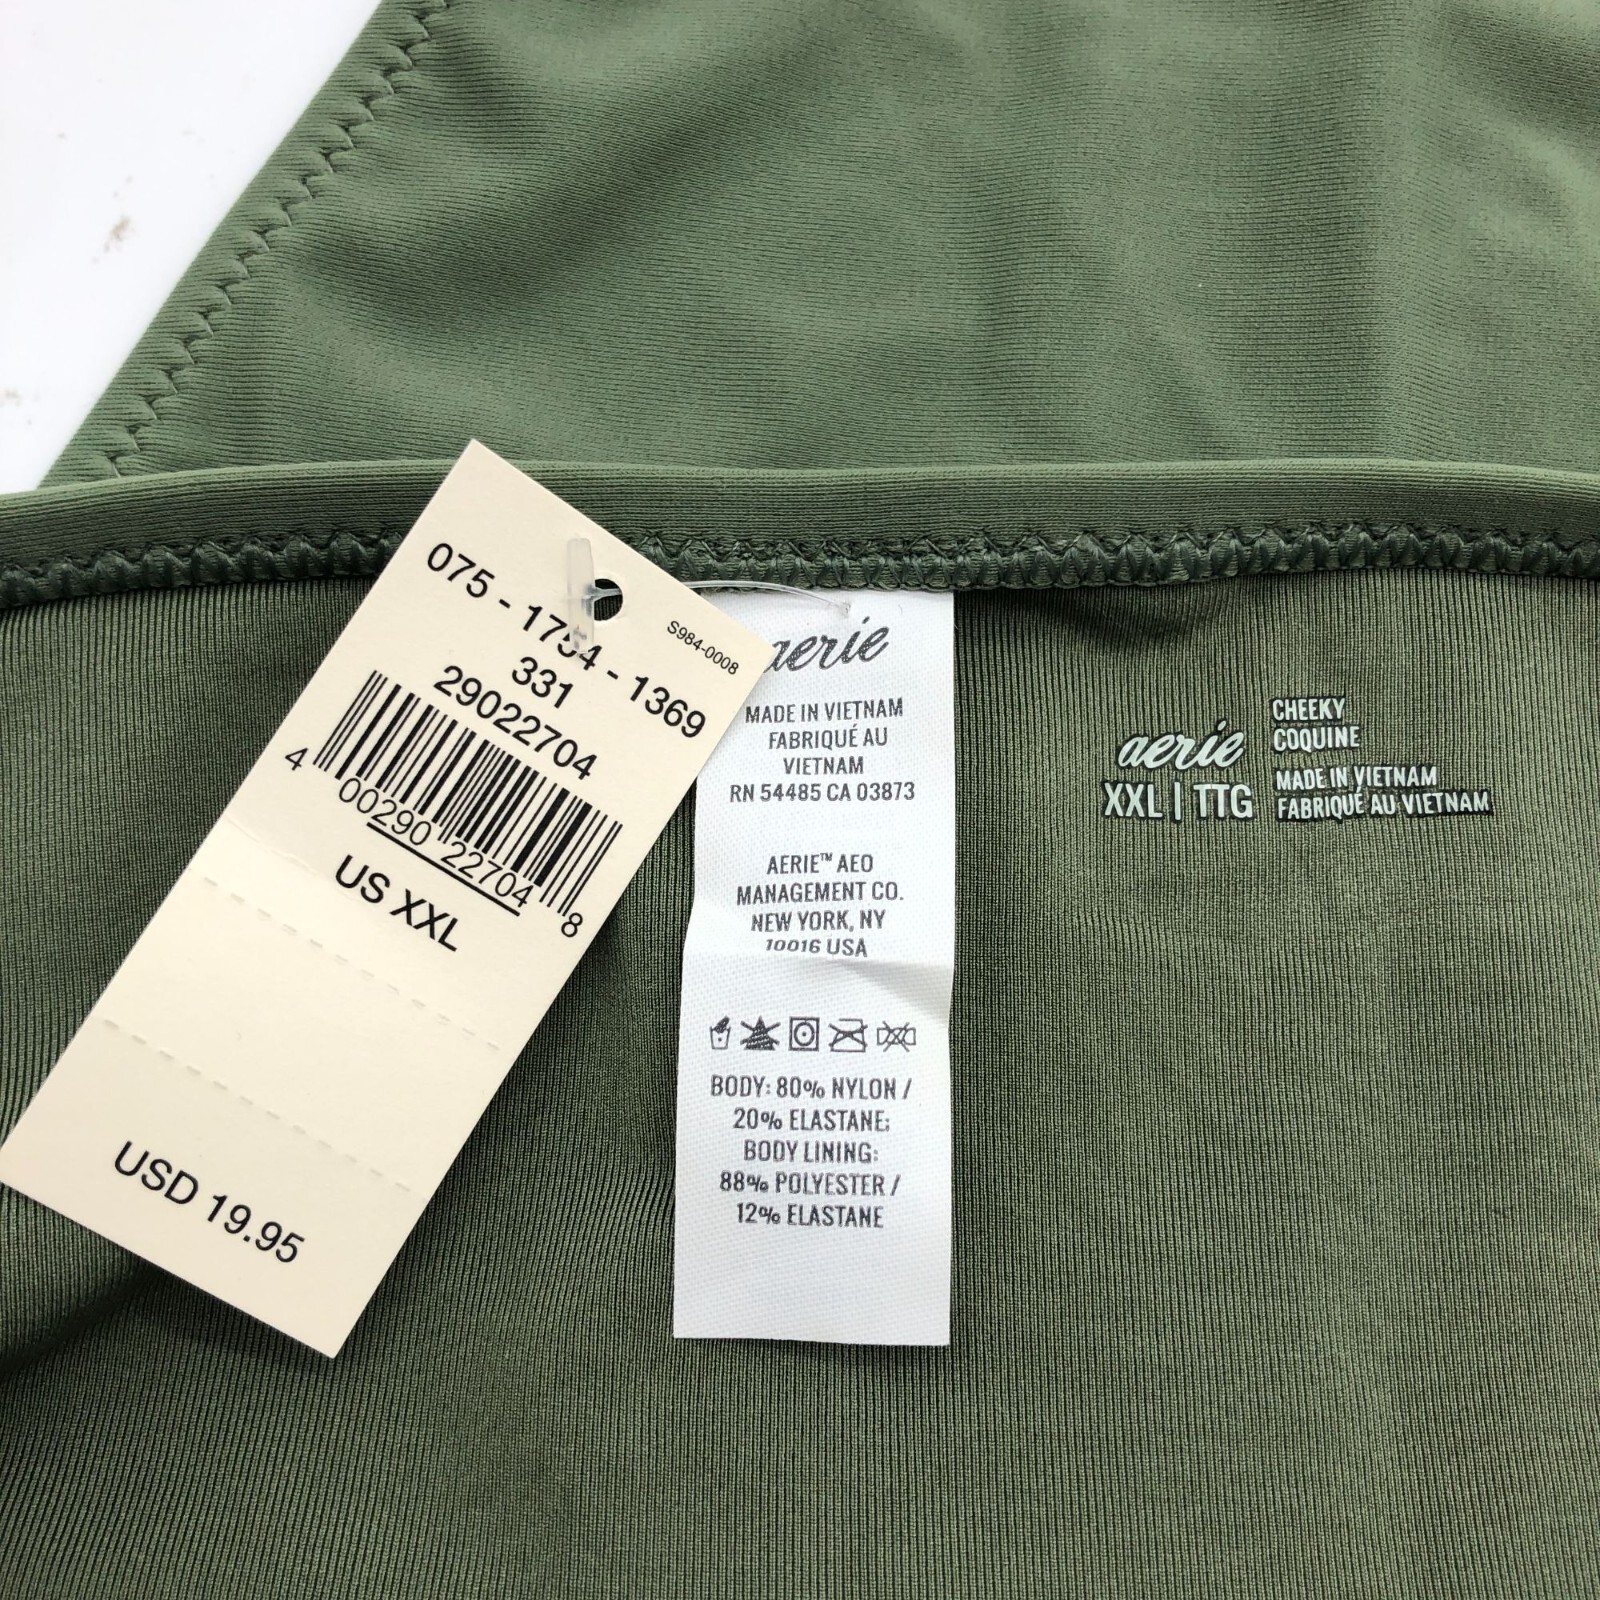 075 - 1754 - 1369
S984-0008
331
29022704
4 00290 22704 8
US XXL
USD 19.95
aerie
MADE IN VIETNAM
FABRIQUÉ AU
VIETNAM
RN 54485 CA 03873
AERIE™ AEO
MANAGEMENT CO.
NEW YORK, NY
10016 USA
BODY: 80% NYLON /
20% ELASTANE;
BODY LINING:
88% POLYESTER /
12% ELASTANE
aerie
XXL | TTG
CHEEKY
COQUINE
MADE IN VIETNAM
FABRIQUÉ AU VIETNAM